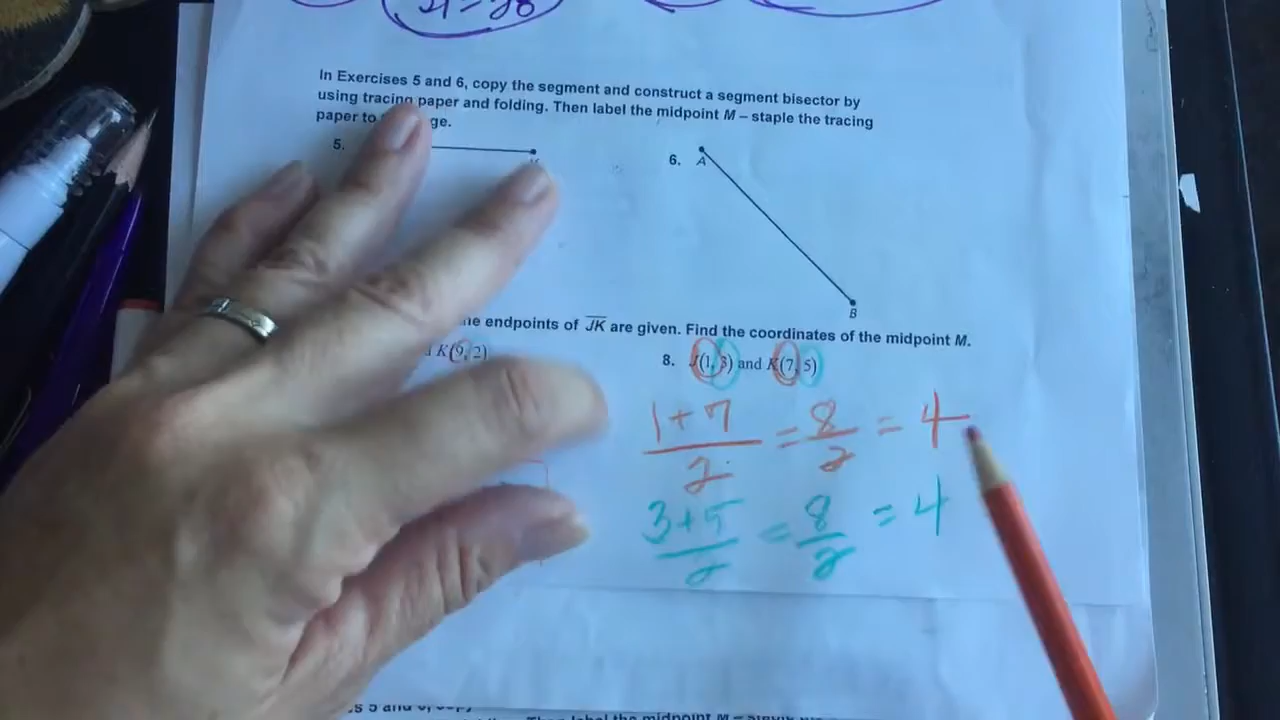 In Exercises 5 and 6, copy the segment and construct a segment bisector by
using tracing paper and folding. Then label the midpoint M – staple the tracing
paper to ge.
5.
6. A
B
endpoints of JK are given. Find the coordinates of the midpoint M.
K(9, 2)
8. J(1, 3) and K(7, 5)
1 + 7 / 2 = 8 / 2 = 4
3 + 5 / 2 = 8 / 2 = 4